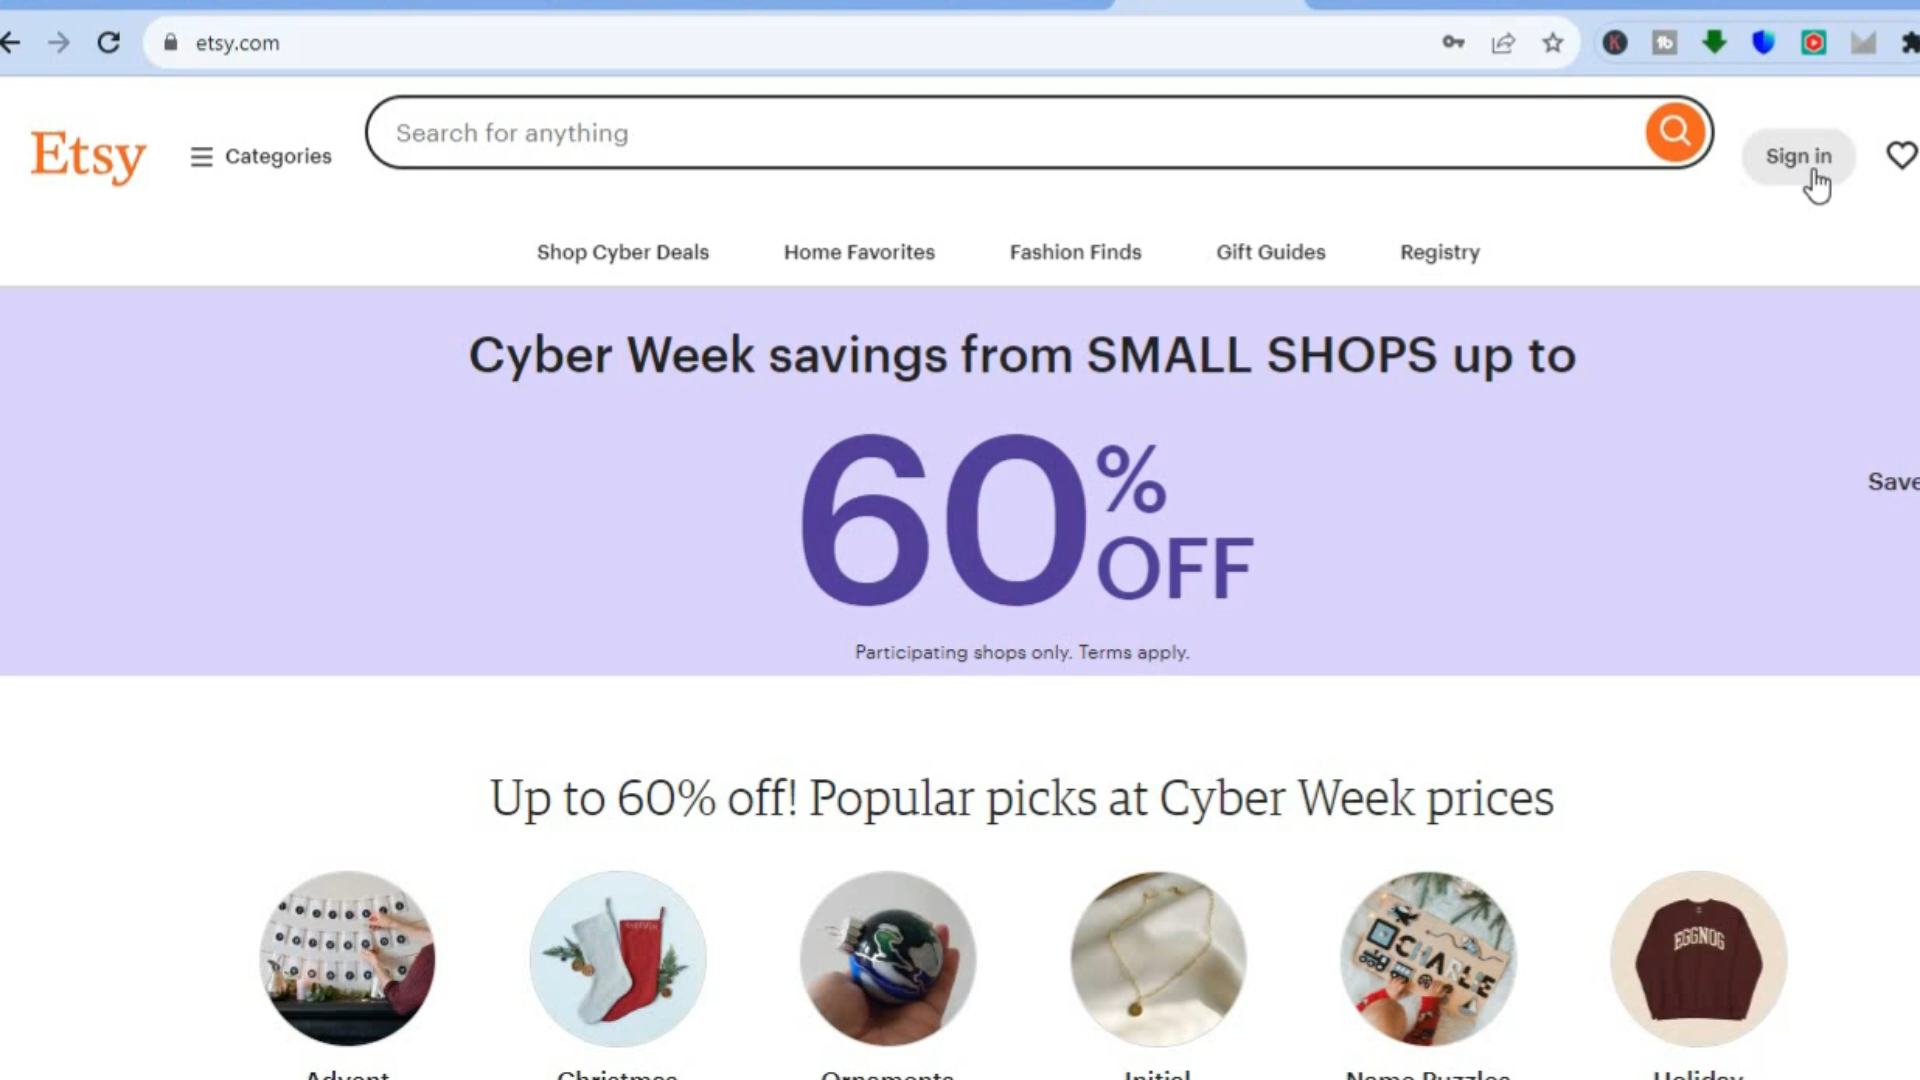 etsy.com
Etsy
Categories
Search for anything
Sign in
Shop Cyber Deals
Home Favorites
Fashion Finds
Gift Guides
Registry
Cyber Week savings from SMALL SHOPS up to
60%
OFF
Save
Participating shops only. Terms apply.
Up to 60% off! Popular picks at Cyber Week prices
CHARLIE
EGGNOG
Advent
Christmas
Ornaments
Initial
Name Puzzles
Holiday